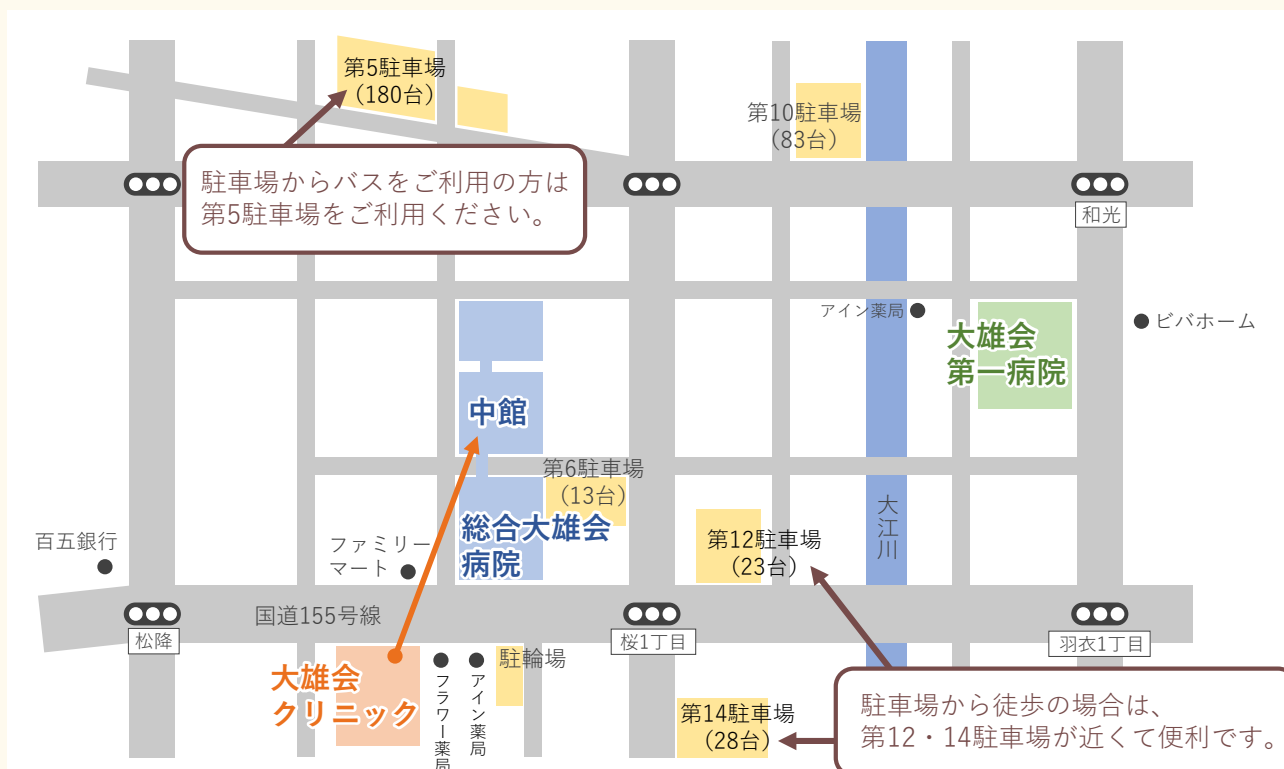 第5駐車場
（180台）
第10駐車場
（83台）
駐車場からバスをご利用の方は
第5駐車場をご利用ください。
和光
アイン薬局
ビバホーム
大雄会
第一病院
中館
第6駐車場
（13台）
総合大雄会
病院
大江川
第12駐車場
（23台）
百五銀行
ファミリー
マート
国道155号線
松降
桜1丁目
羽衣1丁目
大雄会
クリニック
フラワー薬局
アイン薬局
駐輪場
第14駐車場
（28台）
駐車場から徒歩の場合は、
第12・14駐車場が近くて便利です。